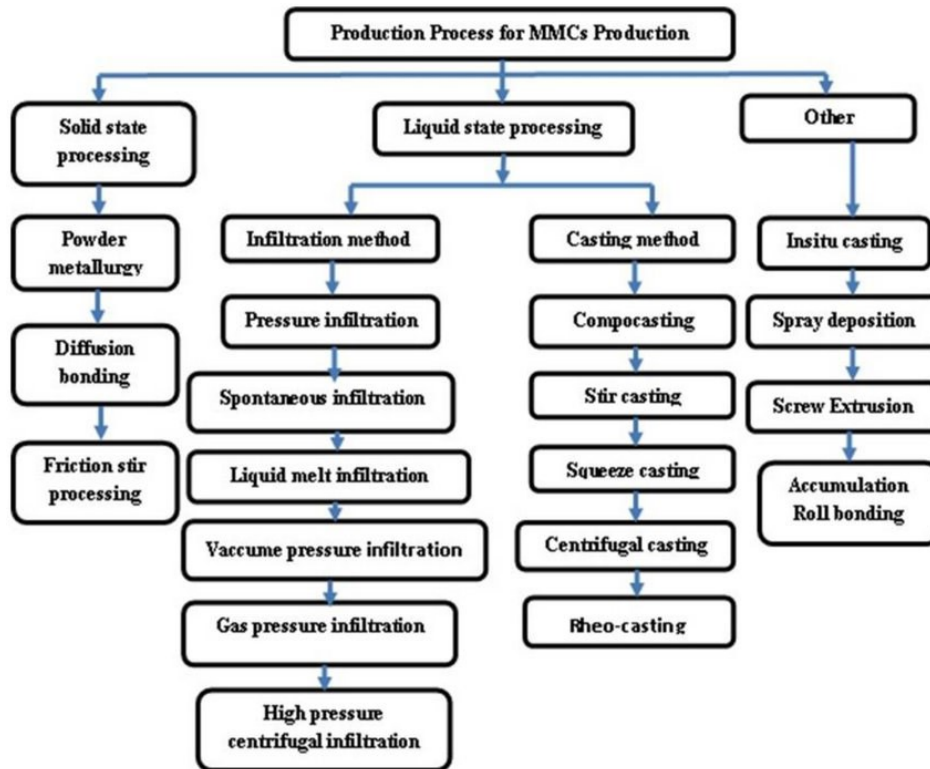 Production Process for MMCs Production
Solid state
processing
Liquid state processing
Other
Powder
metallurgy
Diffusion
bonding
Friction stir
processing
Infiltration method
Pressure infiltration
Spontaneous infiltration
Liquid melt infiltration
Vaccume pressure infiltration
Gas pressure infiltration
High pressure
centrifugal infiltration
Casting method
Compocasting
Stir casting
Squeeze casting
Centrifugal casting
Rheo-casting
Insitu casting
Spray deposition
Screw Extrusion
Accumulation
Roll bonding